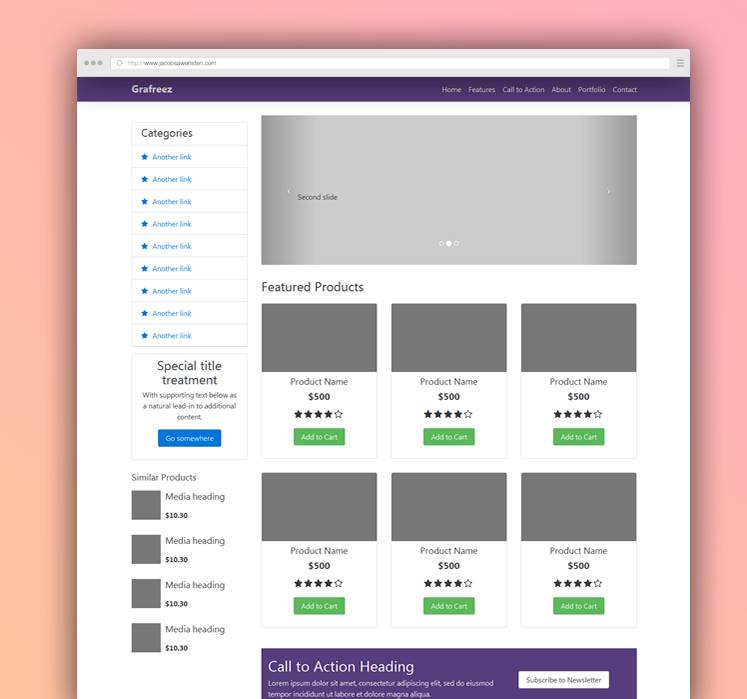 http://www.jacobsawensten.com
Grafreez
Home Features Call to Action About Portfolio Contact
Categories
Another link
Another link
Another link
Another link
Another link
Another link
Another link
Another link
Another link
Special title
treatment
With supporting text below as
a natural lead-in to additional
content.
Go somewhere
Similar Products
Media heading
$10.30
Media heading
$10.30
Media heading
$10.30
Media heading
$10.30
Second slide
Featured Products
Product Name Product Name Product Name
$500 $500 $500
Add to Cart Add to Cart Add to Cart
Product Name Product Name Product Name
$500 $500 $500
Add to Cart Add to Cart Add to Cart
Call to Action Heading
Lorem ipsum dolor sit amet, consectetur adipiscing elit, sed do eiusmod
tempor incididunt ut labore et dolore magna aliqua.
Subscribe to Newsletter